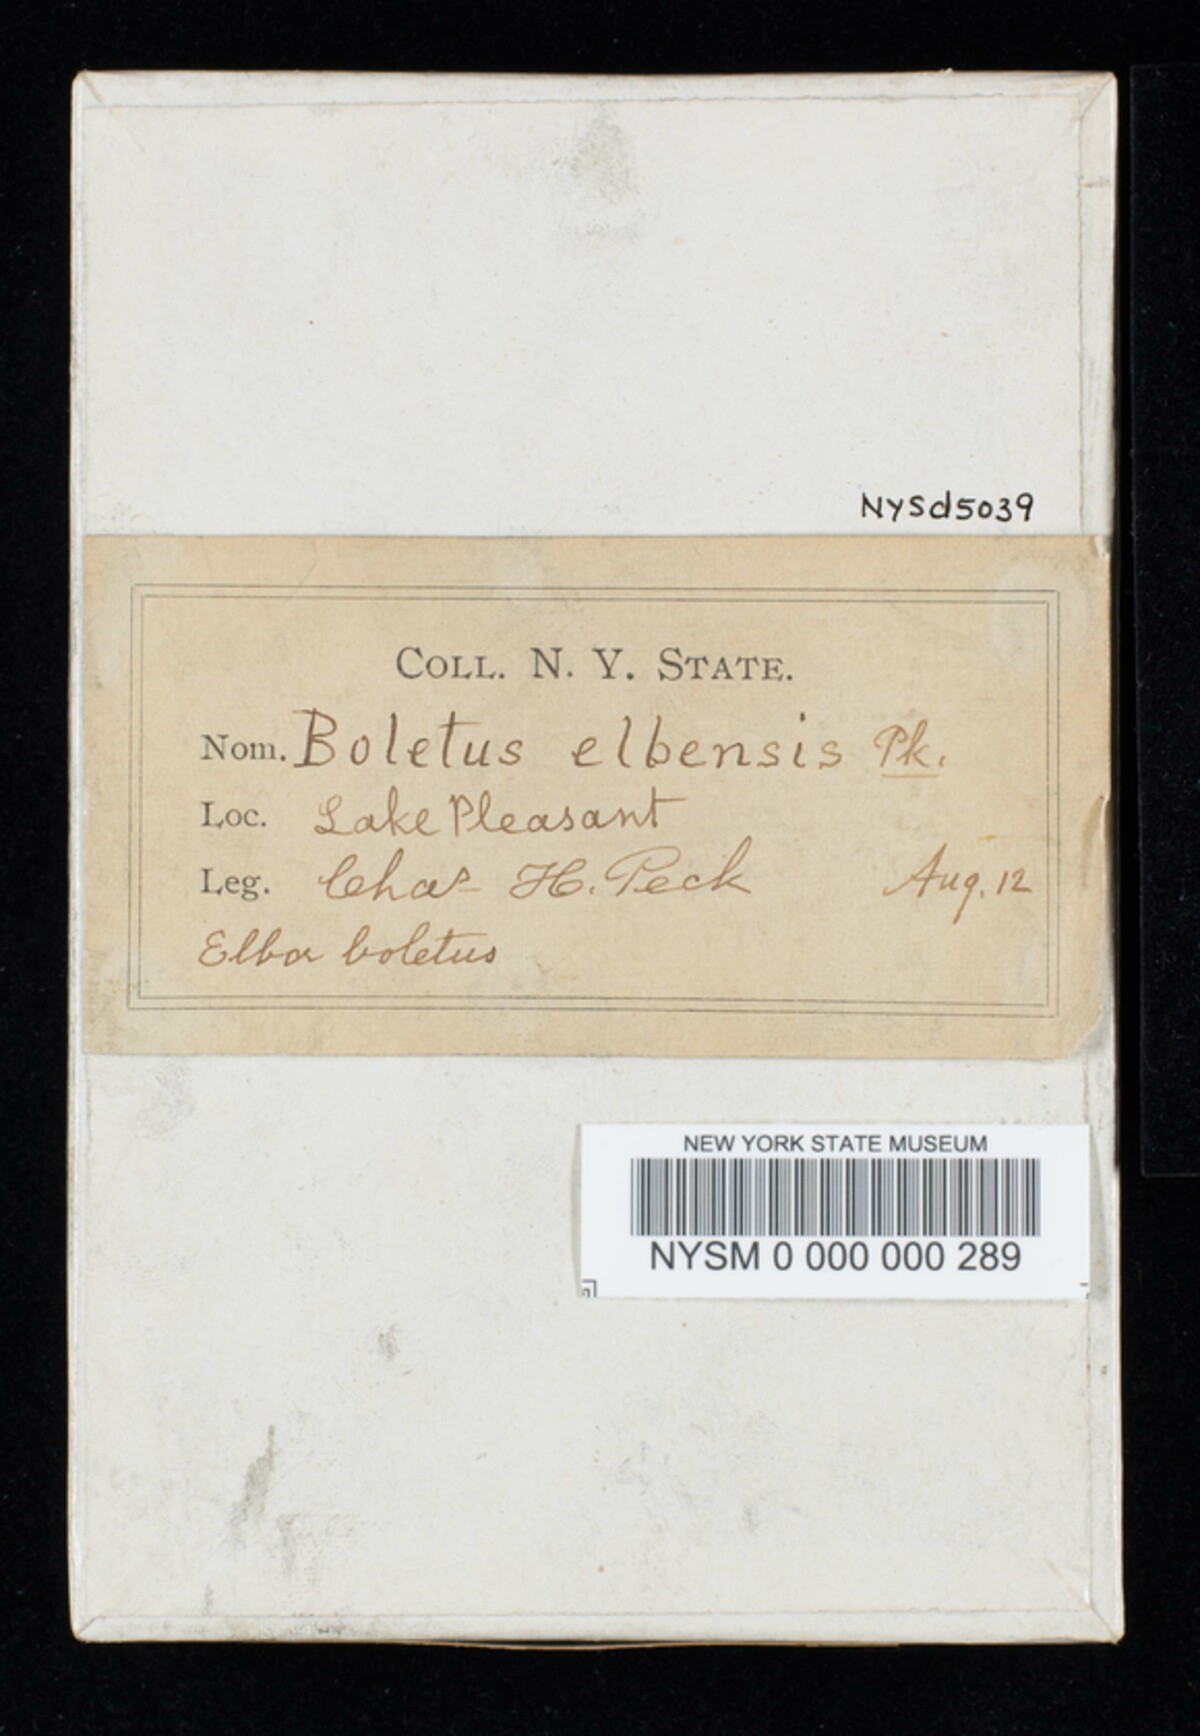 NYSd5039
COLL. N. Y. STATE.
Nom. Boletus elbensis Pk.
Loc. Lake Pleasant
Leg. Chas H. Peck Aug. 12
Elba boletus
NEW YORK STATE MUSEUM
NYSM 0 000 000 289